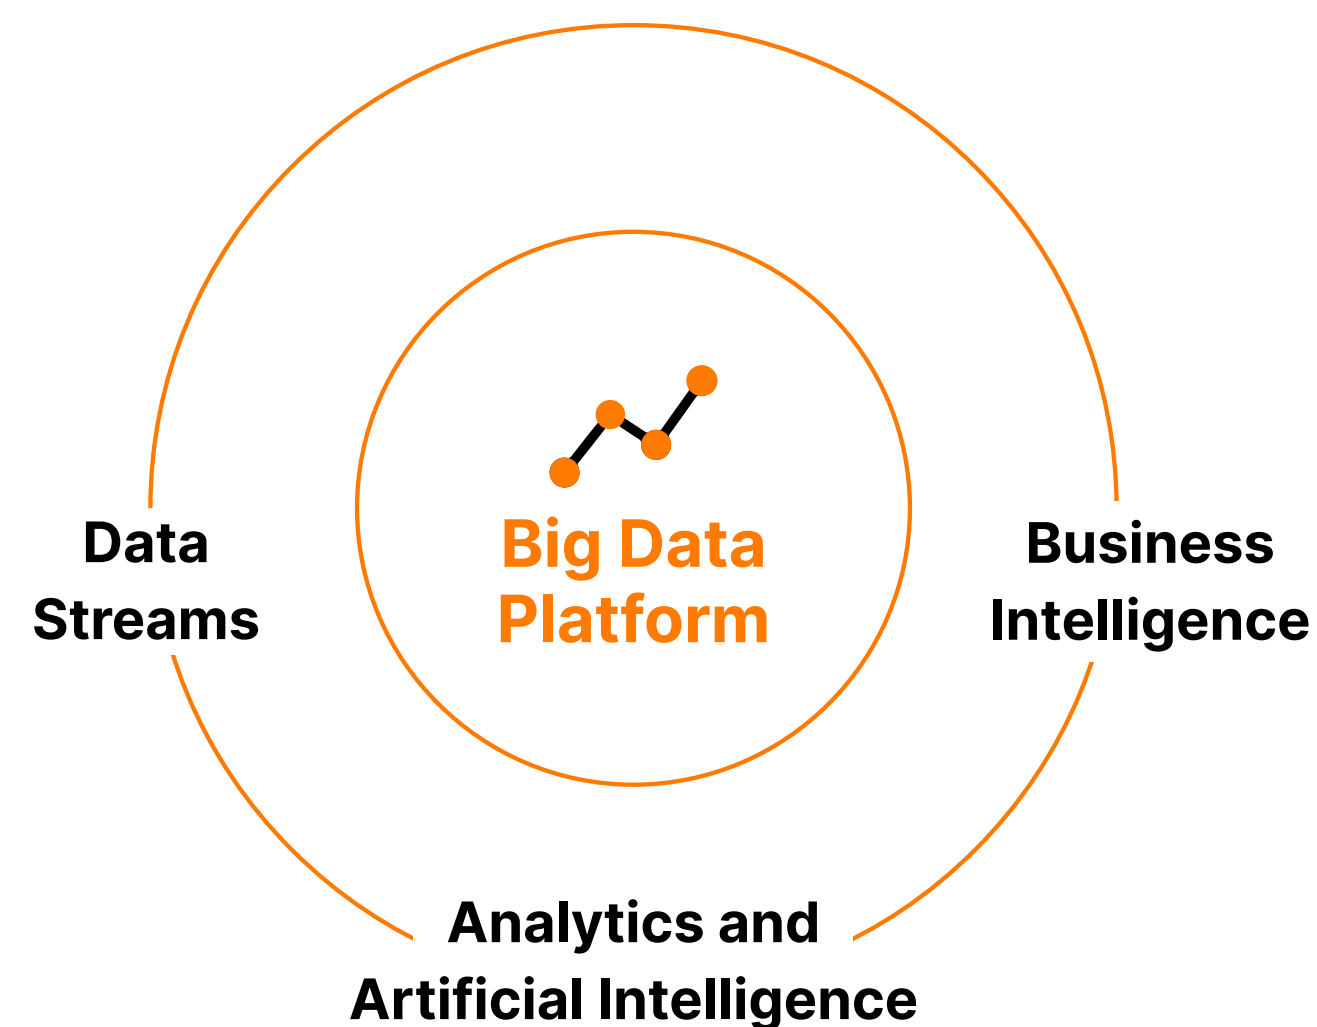 Big Data
Platform
Data
Streams
Business
Intelligence
Analytics and
Artificial Intelligence